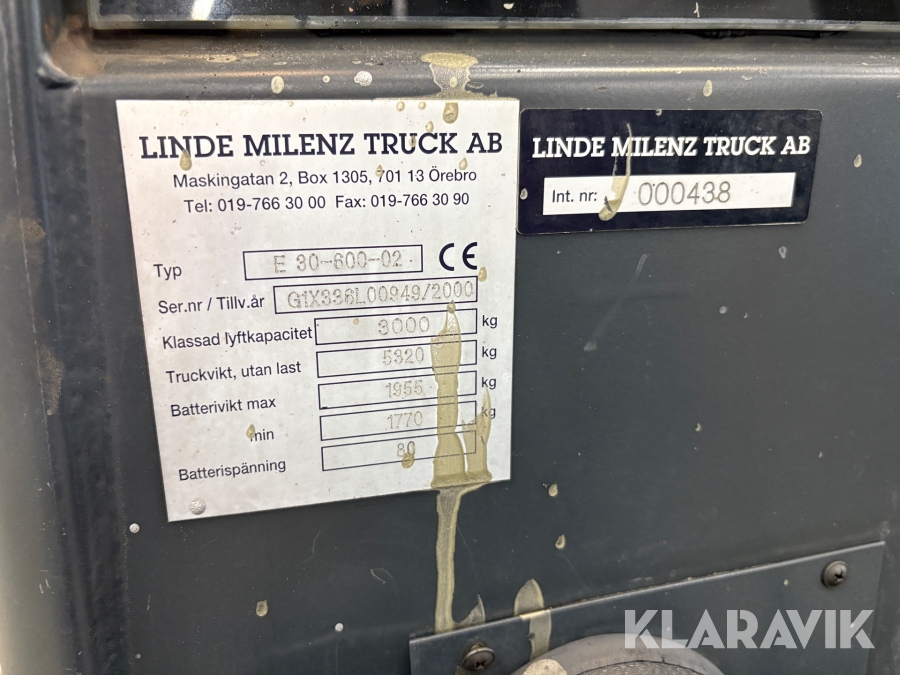 LINDE MILENZ TRUCK AB
Maskingatan 2, Box 1305, 701 13 Örebro
Tel: 019-766 30 00 Fax: 019-766 30 90
Typ E 30-600-02 CE
Ser.nr / Tillv.år G1X336L00949/2000
Klassad lyftkapacitet 3000 kg
Truckvikt, utan last 5320 kg
Batterivikt max 1955 kg
min 1770 kg
Batterispänning 80
LINDE MILENZ TRUCK AB
Int. nr: 000438
KLARAVIK